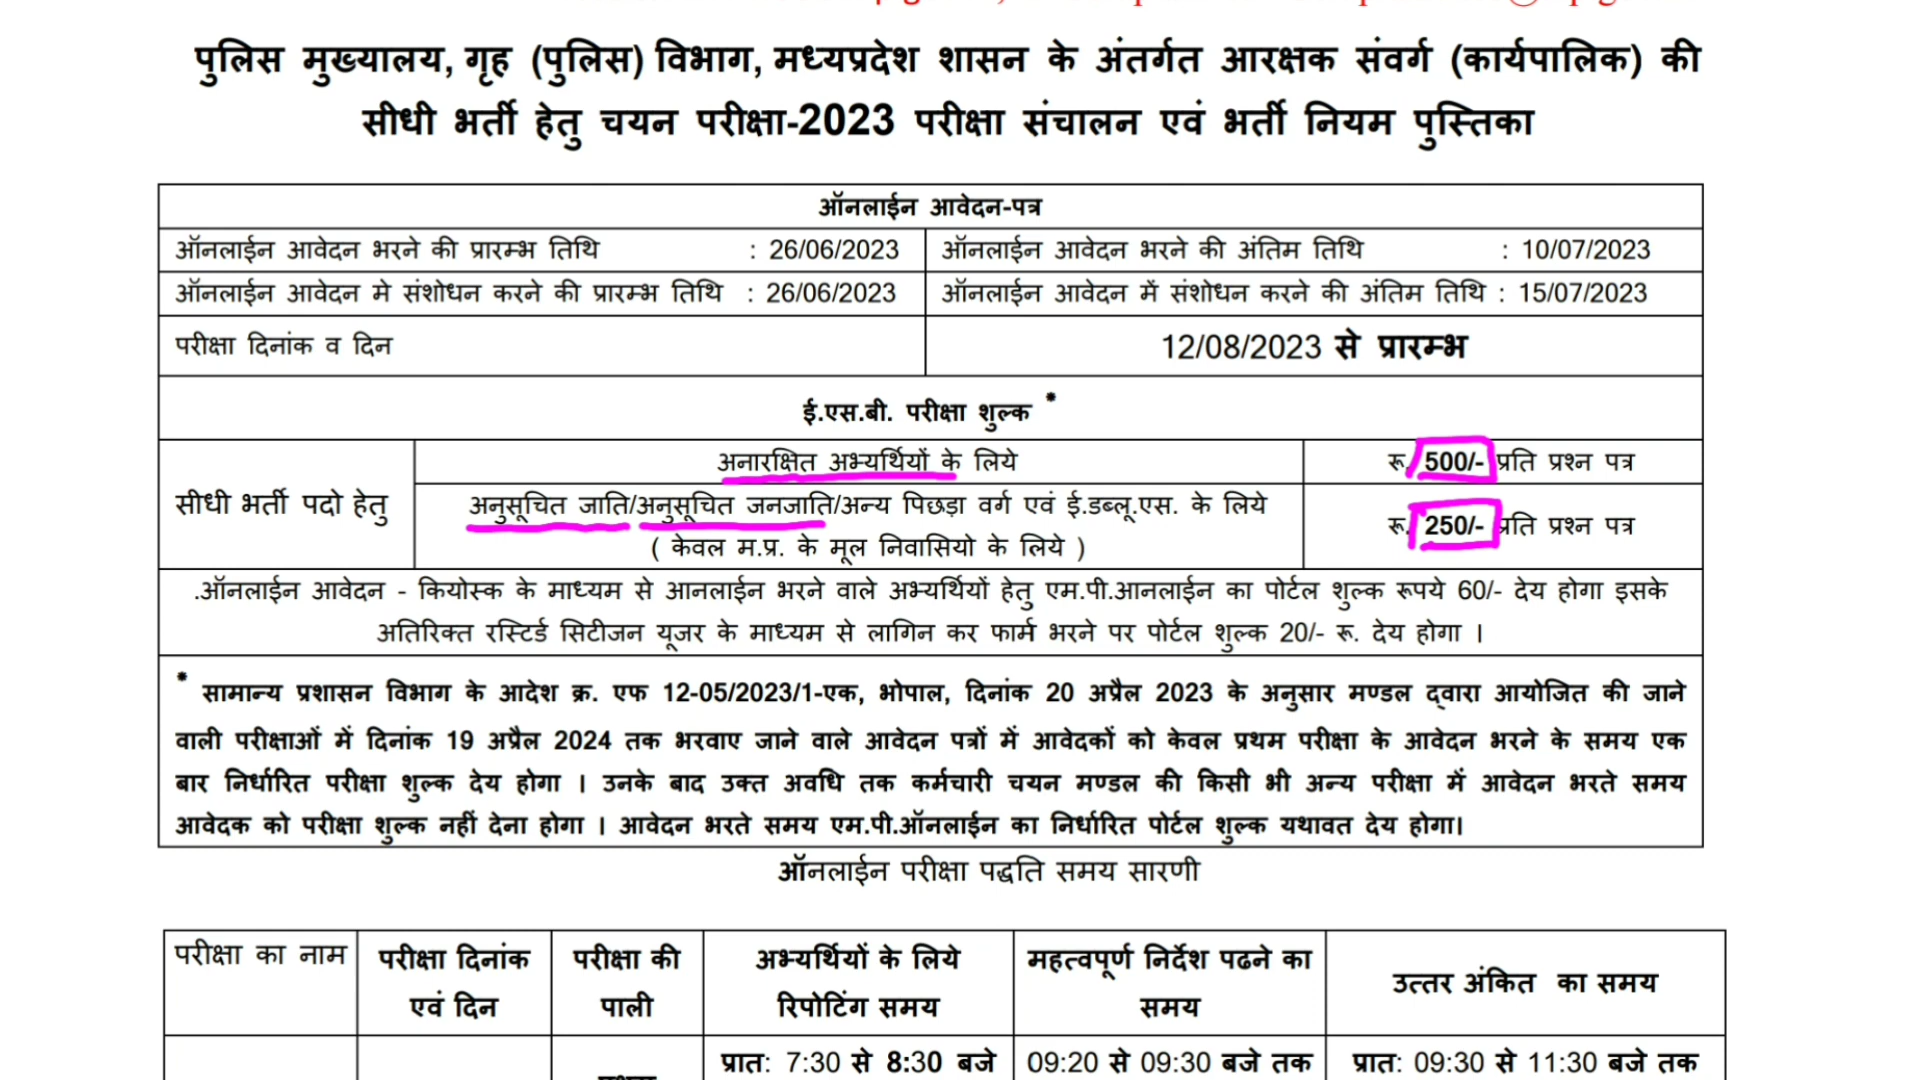 पुलिस मुख्यालय, गृह (पुलिस) विभाग, मध्यप्रदेश शासन के अंतर्गत आरक्षक संवर्ग (कार्यपालिक) की
सीधी भर्ती हेतु चयन परीक्षा-2023 परीक्षा संचालन एवं भर्ती नियम पुस्तिका
ऑनलाईन आवेदन-पत्र
ऑनलाईन आवेदन भरने की प्रारम्भ तिथि : 26/06/2023 ऑनलाईन आवेदन भरने की अंतिम तिथि : 10/07/2023
ऑनलाईन आवेदन मे संशोधन करने की प्रारम्भ तिथि : 26/06/2023 ऑनलाईन आवेदन में संशोधन करने की अंतिम तिथि : 15/07/2023
परीक्षा दिनांक व दिन 12/08/2023 से प्रारम्भ
ई.एस.बी. परीक्षा शुल्क *
अनारक्षित अभ्यर्थियों के लिये रू. 500/- प्रति प्रश्न पत्र
सीधी भर्ती पदो हेतु अनुसूचित जाति/अनुसूचित जनजाति/अन्य पिछड़ा वर्ग एवं ई.डब्लू.एस. के लिये रू. 250/- प्रति प्रश्न पत्र
( केवल म.प्र. के मूल निवासियो के लिये )
.ऑनलाईन आवेदन - कियोस्क के माध्यम से आनलाईन भरने वाले अभ्यर्थियों हेतु एम.पी.आनलाईन का पोर्टल शुल्क रूपये 60/- देय होगा इसके
अतिरिक्त रस्टिर्ड सिटीजन यूजर के माध्यम से लागिन कर फार्म भरने पर पोर्टल शुल्क 20/- रू. देय होगा ।
* सामान्य प्रशासन विभाग के आदेश क्र. एफ 12-05/2023/1-एक, भोपाल, दिनांक 20 अप्रैल 2023 के अनुसार मण्डल द्वारा आयोजित की जाने
वाली परीक्षाओं में दिनांक 19 अप्रैल 2024 तक भरवाए जाने वाले आवेदन पत्रों में आवेदकों को केवल प्रथम परीक्षा के आवेदन भरने के समय एक
बार निर्धारित परीक्षा शुल्क देय होगा । उनके बाद उक्त अवधि तक कर्मचारी चयन मण्डल की किसी भी अन्य परीक्षा में आवेदन भरते समय
आवेदक को परीक्षा शुल्क नहीं देना होगा । आवेदन भरते समय एम.पी.ऑनलाईन का निर्धारित पोर्टल शुल्क यथावत देय होगा।
ऑनलाईन परीक्षा पद्धति समय सारणी
परीक्षा का नाम परीक्षा दिनांक एवं दिन परीक्षा की पाली अभ्यर्थियों के लिये रिपोटिंग समय महत्वपूर्ण निर्देश पढने का समय उत्तर अंकित का समय
प्रात: 7:30 से 8:30 बजे 09:20 से 09:30 बजे तक प्रात: 09:30 से 11:30 बजे तक